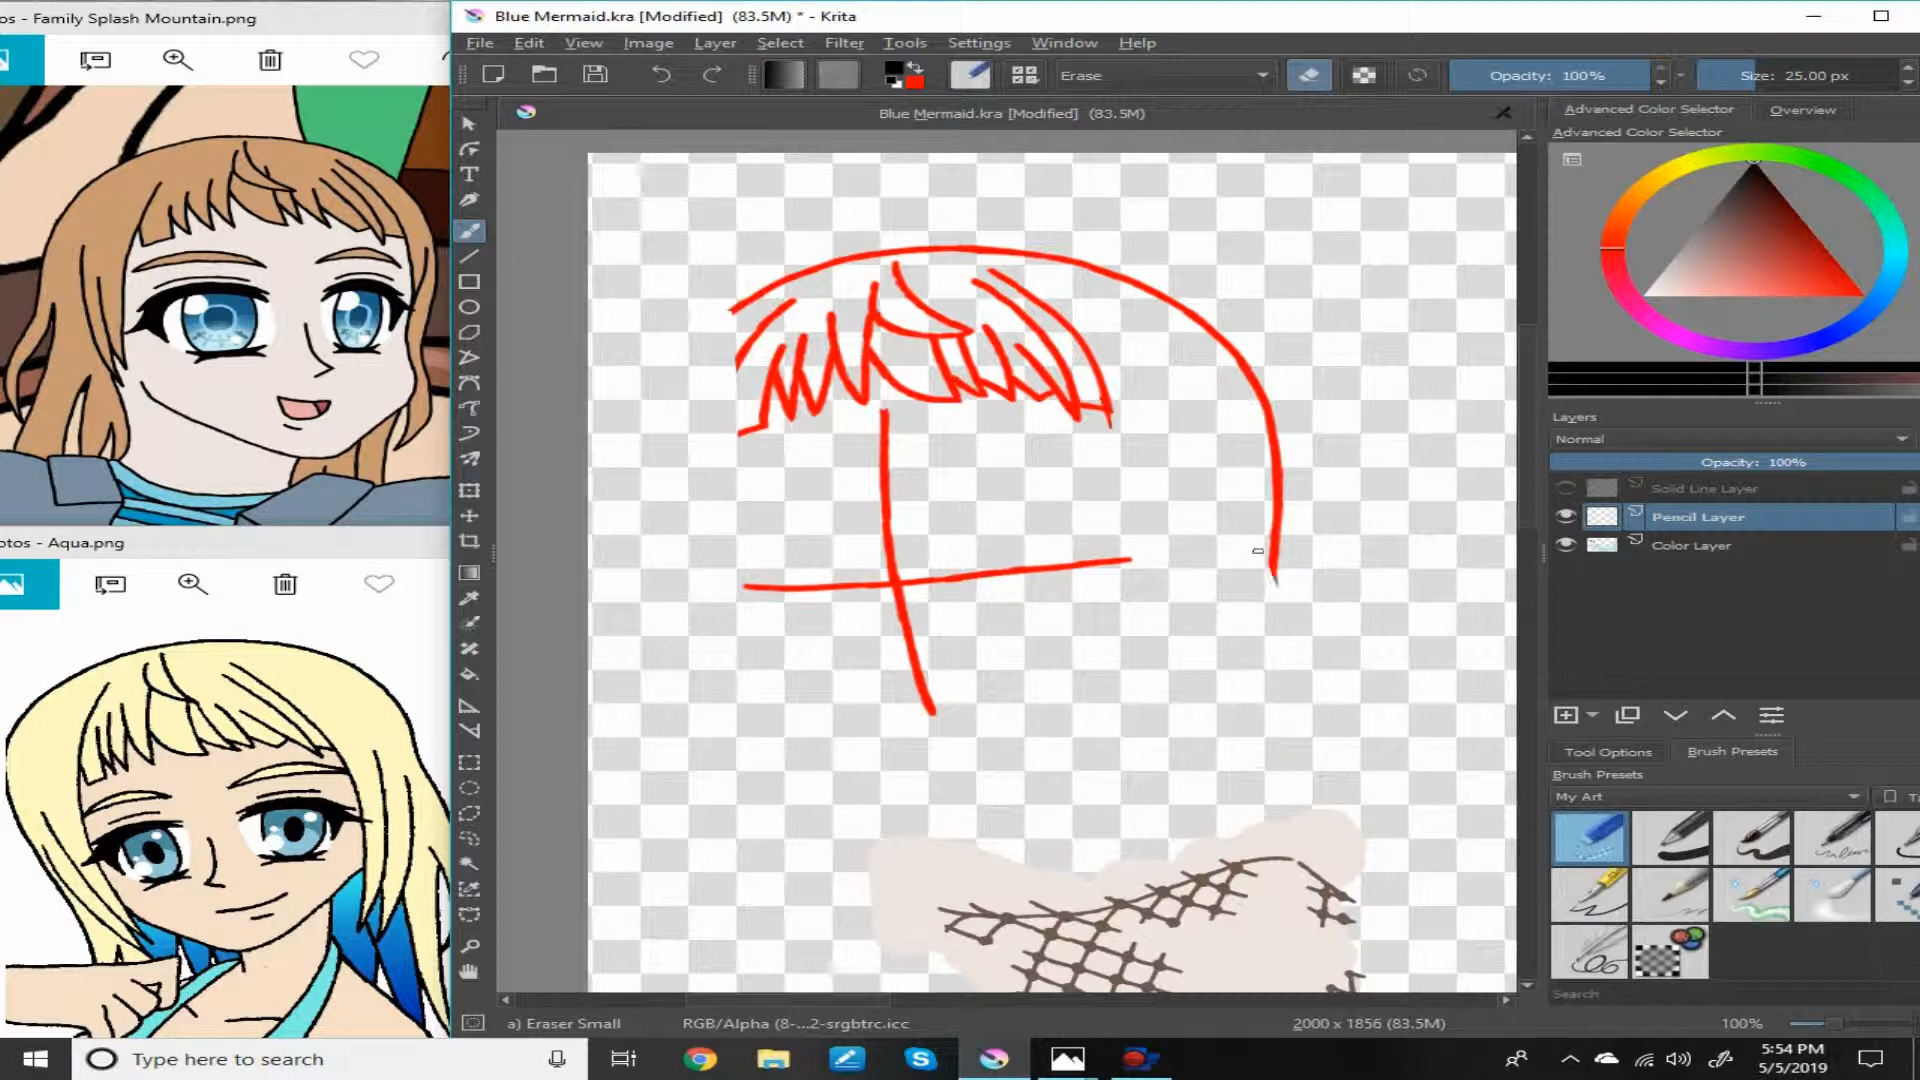 os - Family Splash Mountain.png
Blue Mermaid.kra [Modified] (83.5M) * - Krita
File Edit View Image Layer Select Filter Tools Settings Window Help
Erase
Opacity: 100%
Size: 25.00 px
Blue Mermaid.kra [Modified] (83.5M)
Advanced Color Selector
Overview
Advanced Color Selector
Layers
Normal
Opacity: 100%
Solid Line Layer
Pencil Layer
Color Layer
otos - Aqua.png
Tool Options
Brush Presets
Brush Presets
My Art
Search
a) Eraser Small
RGB/Alpha (8-...2-srgbtrc.icc
2000 x 1856 (83.5M)
100%
Type here to search
5:54 PM
5/5/2019